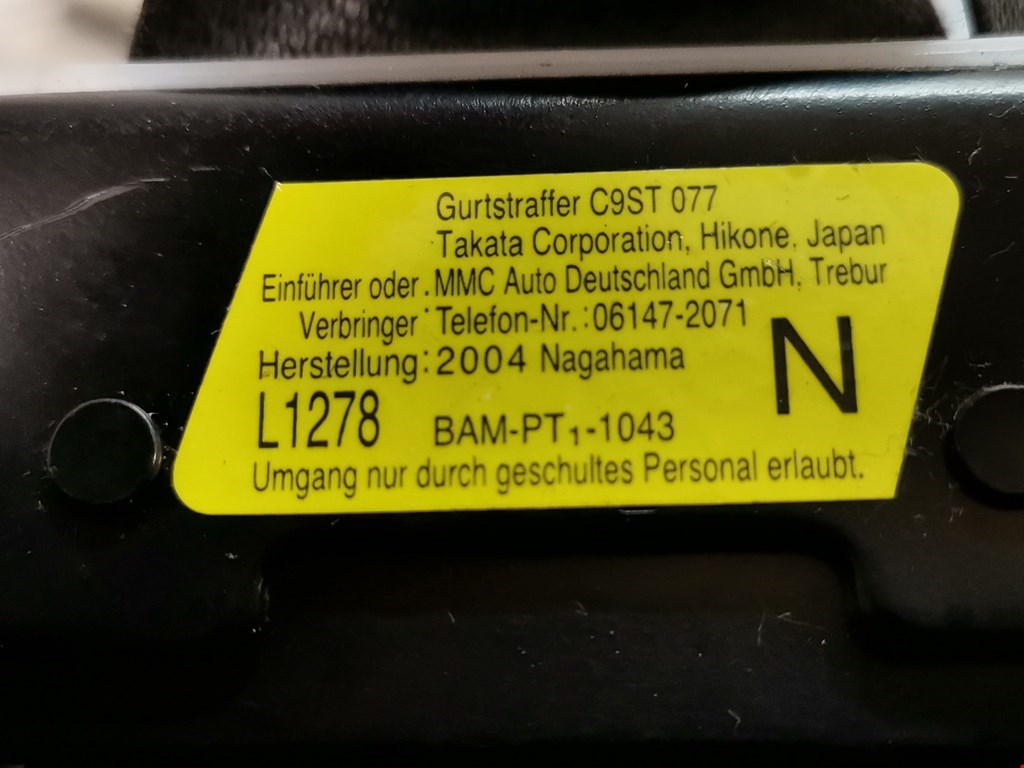 Gurtstraffer C9ST 077
Takata Corporation, Hikone. Japan
Einführer oder . MMC Auto Deutschland GmbH, Trebur
Verbringer · Telefon-Nr.: 06147-2071
Herstellung: 2004 Nagahama
N
L1278 BAM-PT₁-1043
Umgang nur durch geschultes Personal erlaubt.